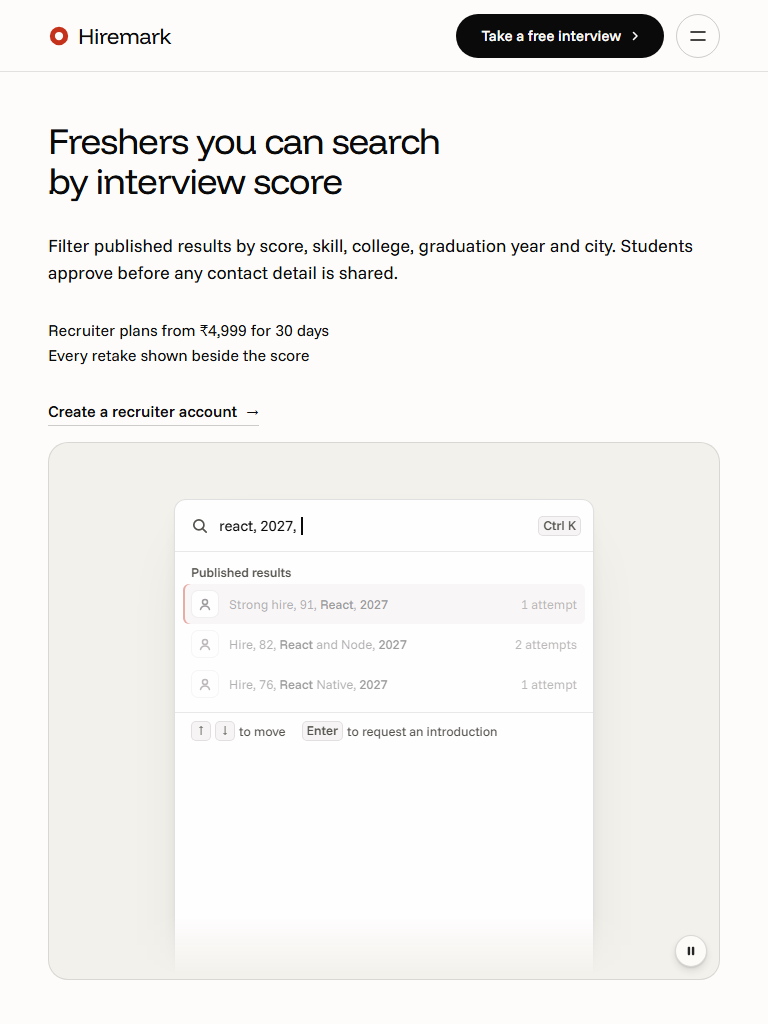 Hiremark
Take a free interview
Freshers you can search
by interview score
Filter published results by score, skill, college, graduation year and city. Students
approve before any contact detail is shared.
Recruiter plans from ₹4,999 for 30 days
Every retake shown beside the score
Create a recruiter account →
react, 2027,
Ctrl K
Published results
Strong hire, 91, React, 2027
1 attempt
Hire, 82, React and Node, 2027
2 attempts
Hire, 76, React Native, 2027
1 attempt
↑ ↓ to move Enter to request an introduction